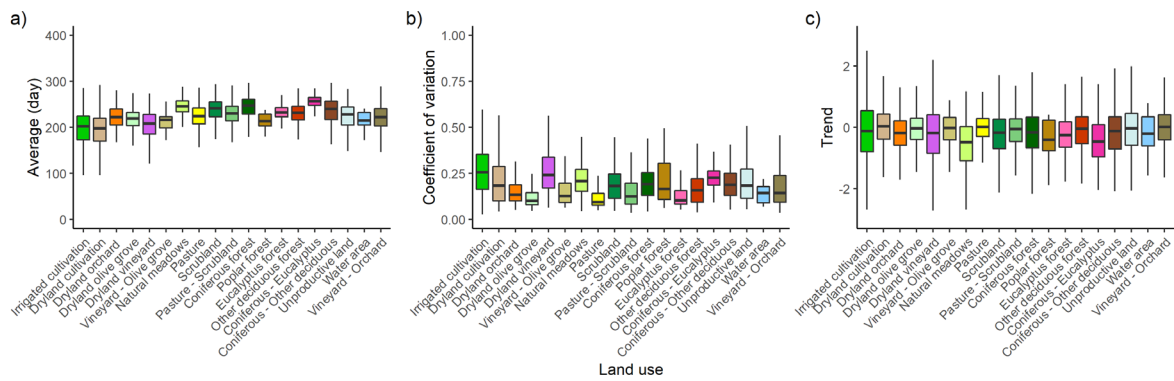 a)
Average (day)
400
300
200
100
0
Irrigated cultivation
Dryland cultivation
Dryland orchard
Dryland olive grove
Dryland vineyard
Vineyard - Olive grove
Natural meadows
Pasture
Scrubland
Pasture - Scrubland
Coniferous forest
Poplar forest
Eucalyptus forest
Other deciduous forest
Coniferous - Eucalyptus
Coniferous - Other deciduous
Unproductive land
Water area
Vineyard - Orchard
b)
Coefficient of variation
1.00
0.75
0.50
0.25
0.00
Irrigated cultivation
Dryland cultivation
Dryland orchard
Dryland olive grove
Dryland vineyard
Vineyard - Olive grove
Natural meadows
Pasture
Scrubland
Pasture - Scrubland
Coniferous forest
Poplar forest
Eucalyptus forest
Other deciduous forest
Coniferous - Eucalyptus
Coniferous - Other deciduous
Unproductive land
Water area
Vineyard - Orchard
Land use
c)
Trend
2
0
-2
Irrigated cultivation
Dryland cultivation
Dryland orchard
Dryland olive grove
Dryland vineyard
Vineyard - Olive grove
Natural meadows
Pasture
Scrubland
Pasture - Scrubland
Coniferous forest
Poplar forest
Eucalyptus forest
Other deciduous forest
Coniferous - Eucalyptus
Coniferous - Other deciduous
Unproductive land
Water area
Vineyard - Orchard